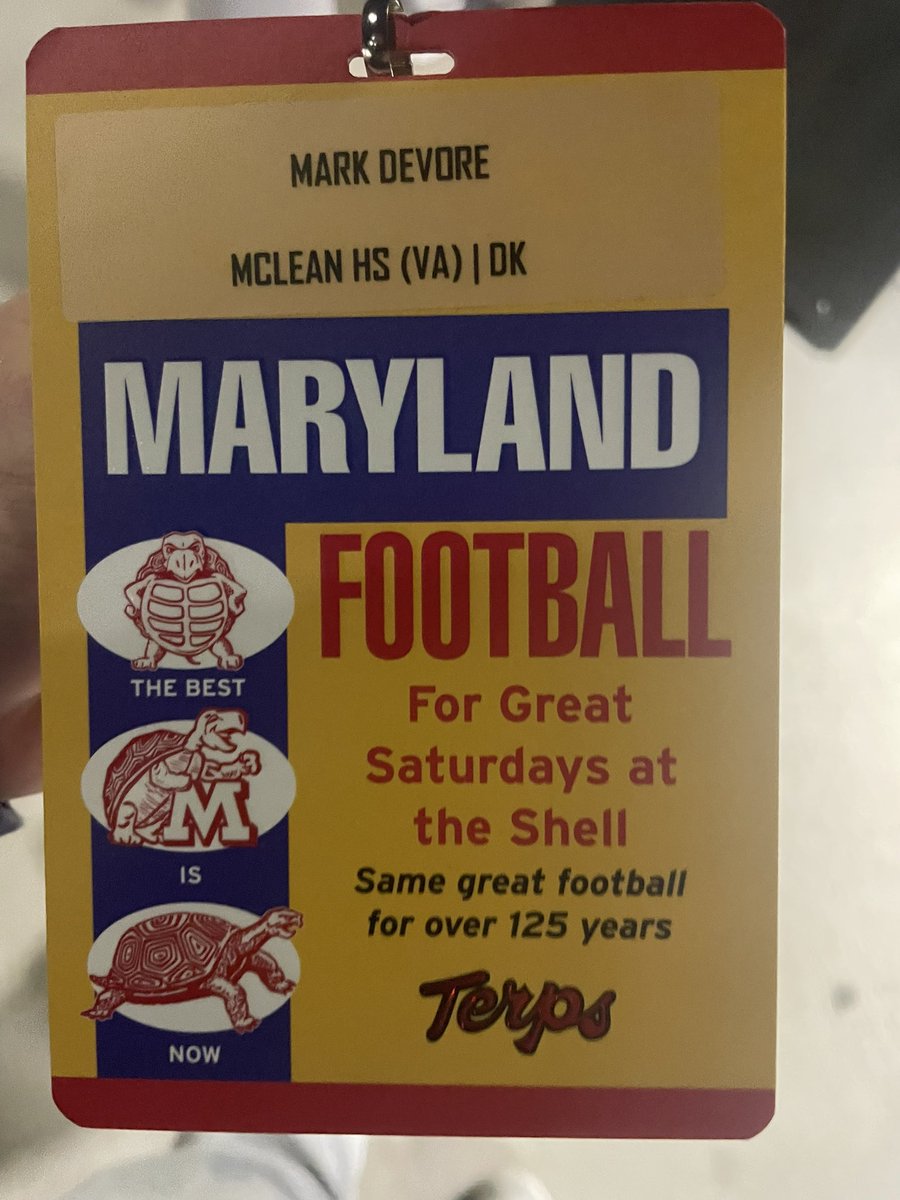 MARK DEVORE
MCLEAN HS (VA) | DK
MARYLAND
FOOTBALL
For Great
Saturdays at
the Shell
Same great football
for over 125 years
Terps
THE BEST
M
IS
NOW